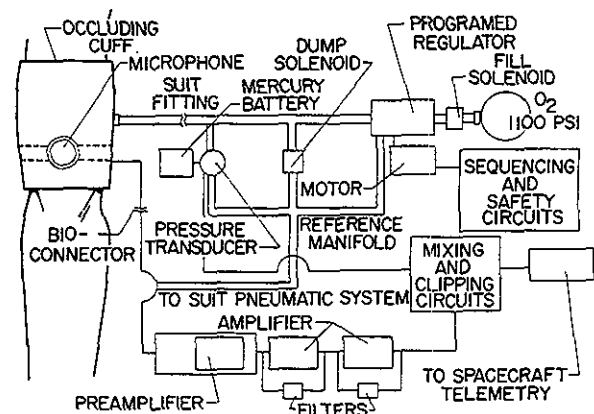 OCCLUDING
CUFF
MICROPHONE
SUIT
FITTING
MERCURY
BATTERY
DUMP
SOLENOID
PROGRAMED
REGULATOR
FILL
SOLENOID
O2
1100 PSI
MOTOR
SEQUENCING
AND
SAFETY
CIRCUITS
BIO-
CONNECTOR
PRESSURE
TRANSDUCER
REFERENCE
MANIFOLD
MIXING
AND
CLIPPING
CIRCUITS
TO SUIT PNEUMATIC SYSTEM
AMPLIFIER
PREAMPLIFIER
FILTERS
TO SPACECRAFT
TELEMETRY